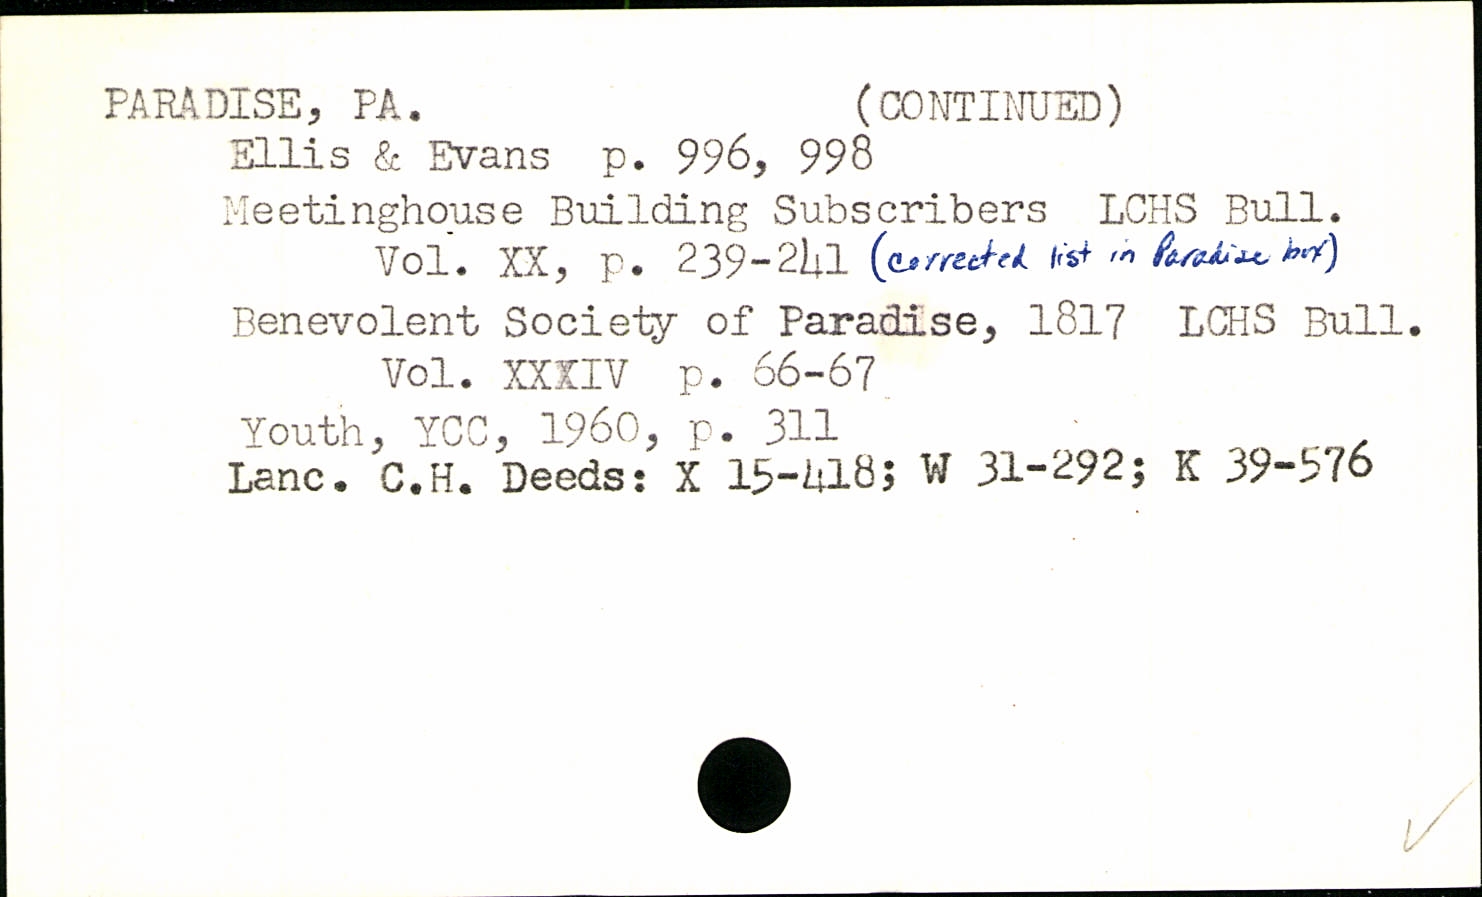 PARADISE, PA. (CONTINUED)
Ellis & Evans p. 996, 998
Meetinghouse Building Subscribers LCHS Bull.
Vol. XX, p. 239-241 (corrected list in Paradise box)
Benevolent Society of Paradise, 1817 LCHS Bull.
Vol. XXXIV p. 66-67
Youth, YCC, 1960, p. 311
Lanc. C.H. Deeds: X 15-418; W 31-292; K 39-576